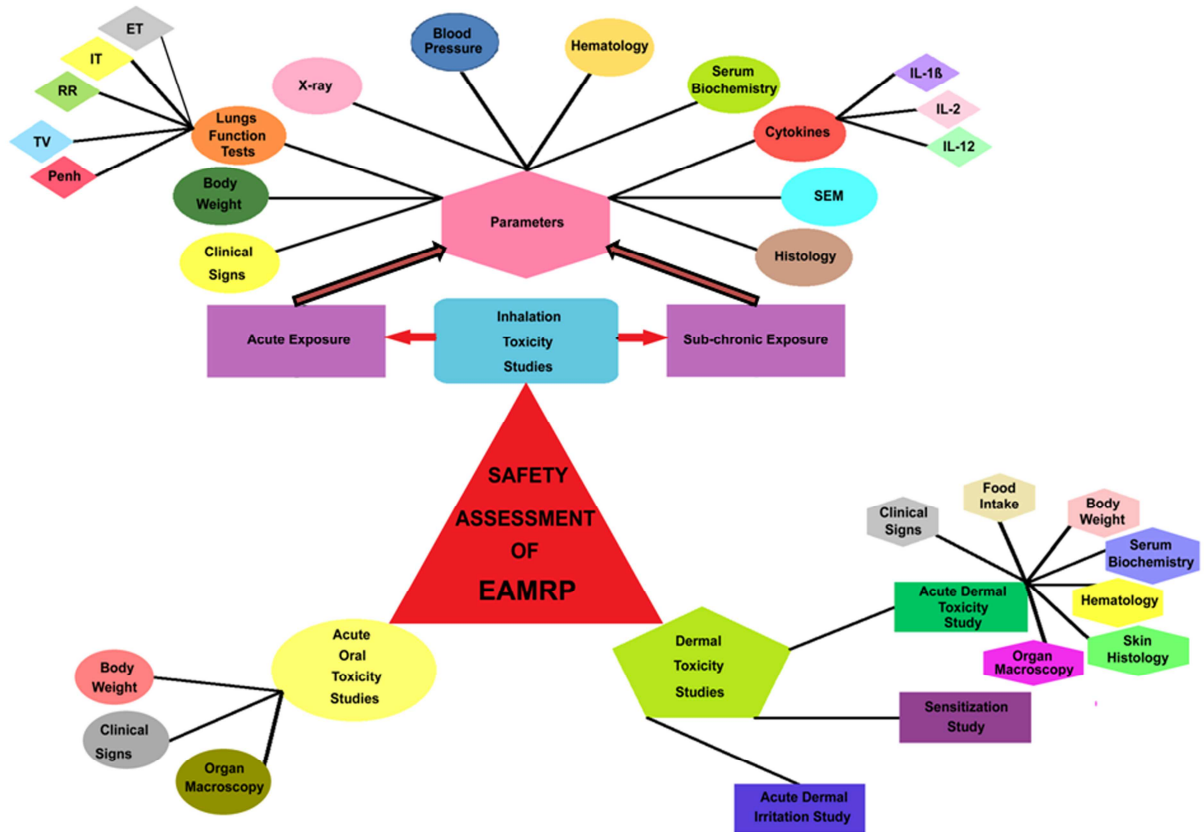 ET
IT
RR
TV
Penh
Lungs
Function
Tests
X-ray
Blood
Pressure
Hematology
Serum
Biochemistry
Cytokines
IL-1ß
IL-2
IL-12
Body
Weight
Clinical
Signs
Parameters
SEM
Histology
Acute Exposure
Inhalation
Toxicity
Studies
Sub-chronic Exposure
SAFETY
ASSESSMENT
OF
EAMRP
Acute
Oral
Toxicity
Studies
Body
Weight
Clinical
Signs
Organ
Macroscopy
Dermal
Toxicity
Studies
Acute Dermal
Toxicity
Study
Clinical
Signs
Food
Intake
Body
Weight
Serum
Biochemistry
Hematology
Skin
Histology
Organ
Macroscopy
Sensitization
Study
Acute Dermal
Irritation Study